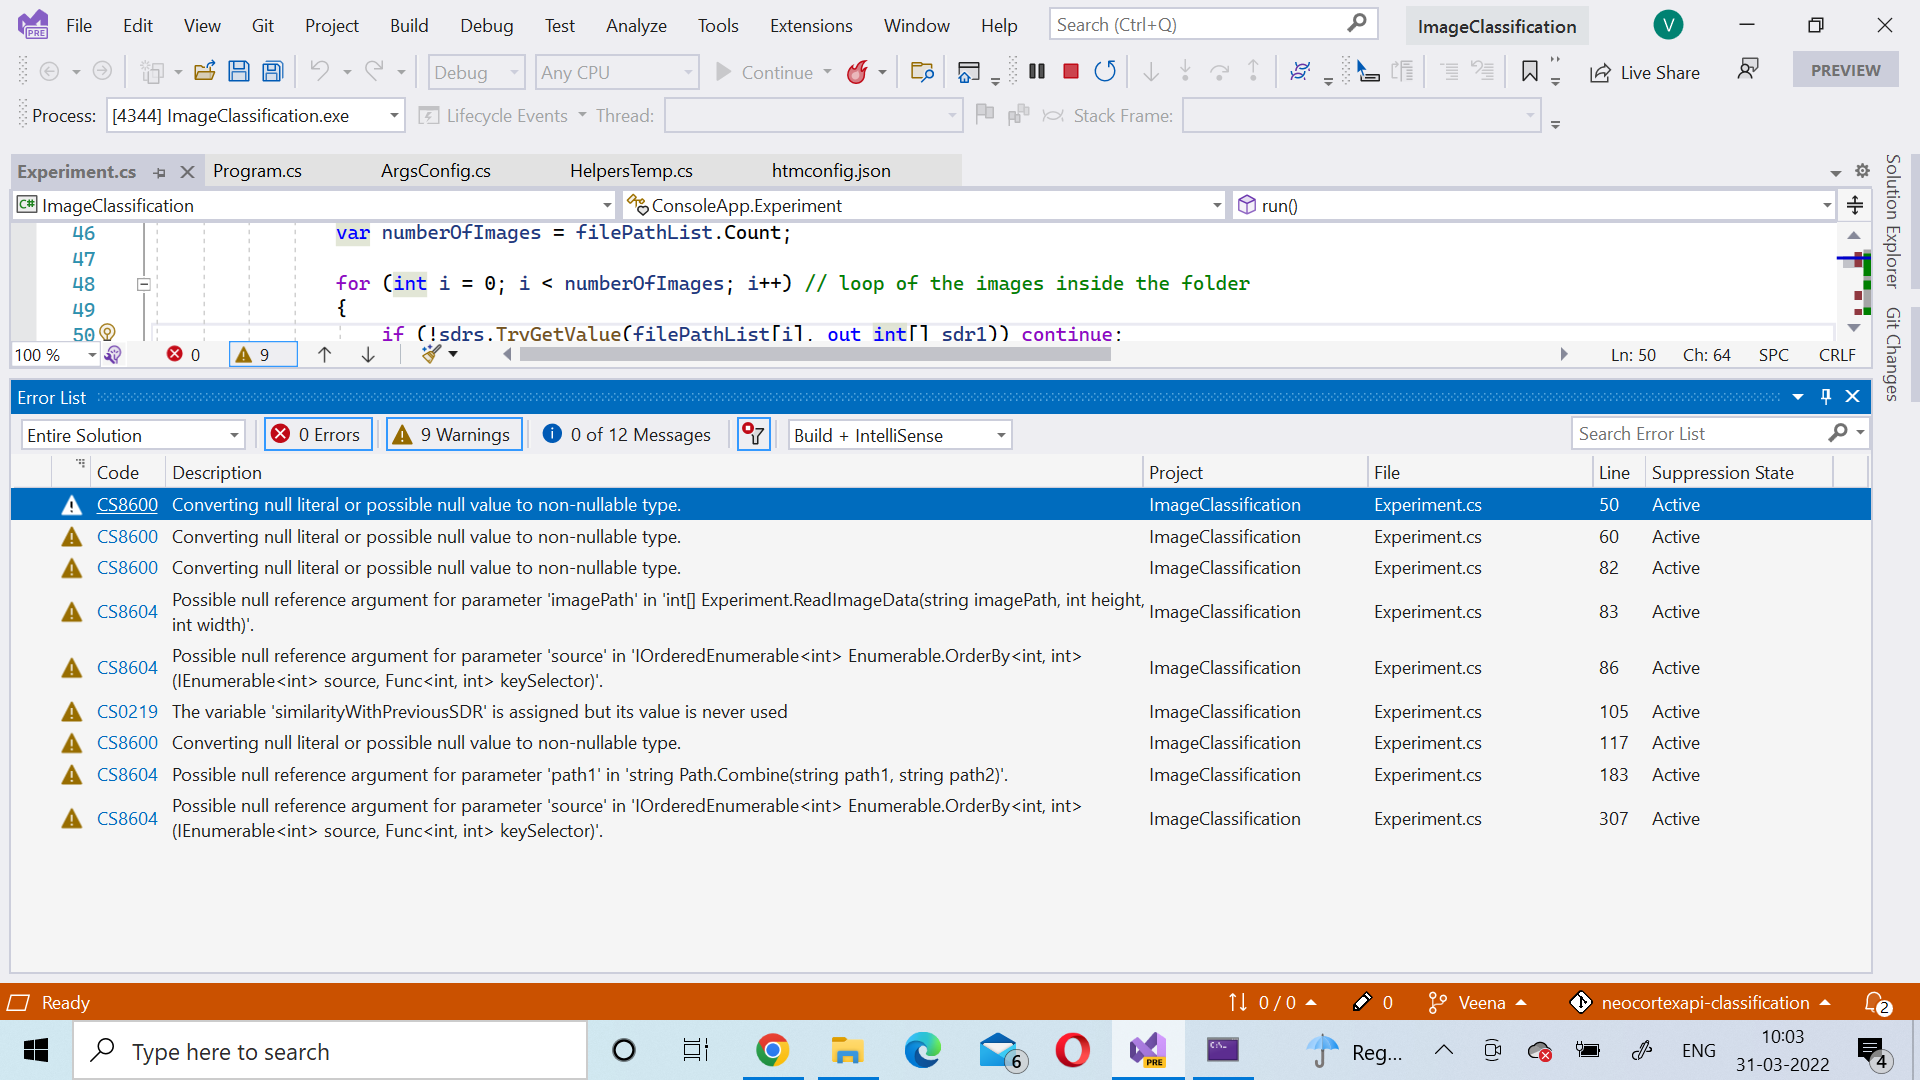 File Edit View Git Project Build Debug Test Analyze Tools Extensions Window Help Search (Ctrl+Q) ImageClassification V
Debug Any CPU Continue Live Share PREVIEW
Process: [4344] ImageClassification.exe Lifecycle Events Thread: Stack Frame:
Experiment.cs Program.cs ArgsConfig.cs HelpersTemp.cs htmconfig.json
C# ImageClassification ConsoleApp.Experiment run()
46 var numberOfImages = filePathList.Count;
47
48 for (int i = 0; i < numberOfImages; i++) // loop of the images inside the folder
49 {
50 if (!sdrs.TryGetValue(filePathList[i], out int[] sdr1)) continue;
100 % 0 9 Ln: 50 Ch: 64 SPC CRLF
Solution Explorer
Git Changes
Error List
Entire Solution 0 Errors 9 Warnings 0 of 12 Messages Build + IntelliSense Search Error List
Code Description Project File Line Suppression State
CS8600 Converting null literal or possible null value to non-nullable type. ImageClassification Experiment.cs 50 Active
CS8600 Converting null literal or possible null value to non-nullable type. ImageClassification Experiment.cs 60 Active
CS8600 Converting null literal or possible null value to non-nullable type. ImageClassification Experiment.cs 82 Active
CS8604 Possible null reference argument for parameter 'imagePath' in 'int[] Experiment.ReadImageData(string imagePath, int height,
int width)'. ImageClassification Experiment.cs 83 Active
CS8604 Possible null reference argument for parameter 'source' in 'IOrderedEnumerable<int> Enumerable.OrderBy<int, int>
(IEnumerable<int> source, Func<int, int> keySelector)'. ImageClassification Experiment.cs 86 Active
CS0219 The variable 'similarityWithPreviousSDR' is assigned but its value is never used ImageClassification Experiment.cs 105 Active
CS8600 Converting null literal or possible null value to non-nullable type. ImageClassification Experiment.cs 117 Active
CS8604 Possible null reference argument for parameter 'path1' in 'string Path.Combine(string path1, string path2)'. ImageClassification Experiment.cs 183 Active
CS8604 Possible null reference argument for parameter 'source' in 'IOrderedEnumerable<int> Enumerable.OrderBy<int, int>
(IEnumerable<int> source, Func<int, int> keySelector)'. ImageClassification Experiment.cs 307 Active
Ready 0 / 0 0 Veena neocortexapi-classification 2
Type here to search 6 PRE Reg... ENG 10:03
31-03-2022 4